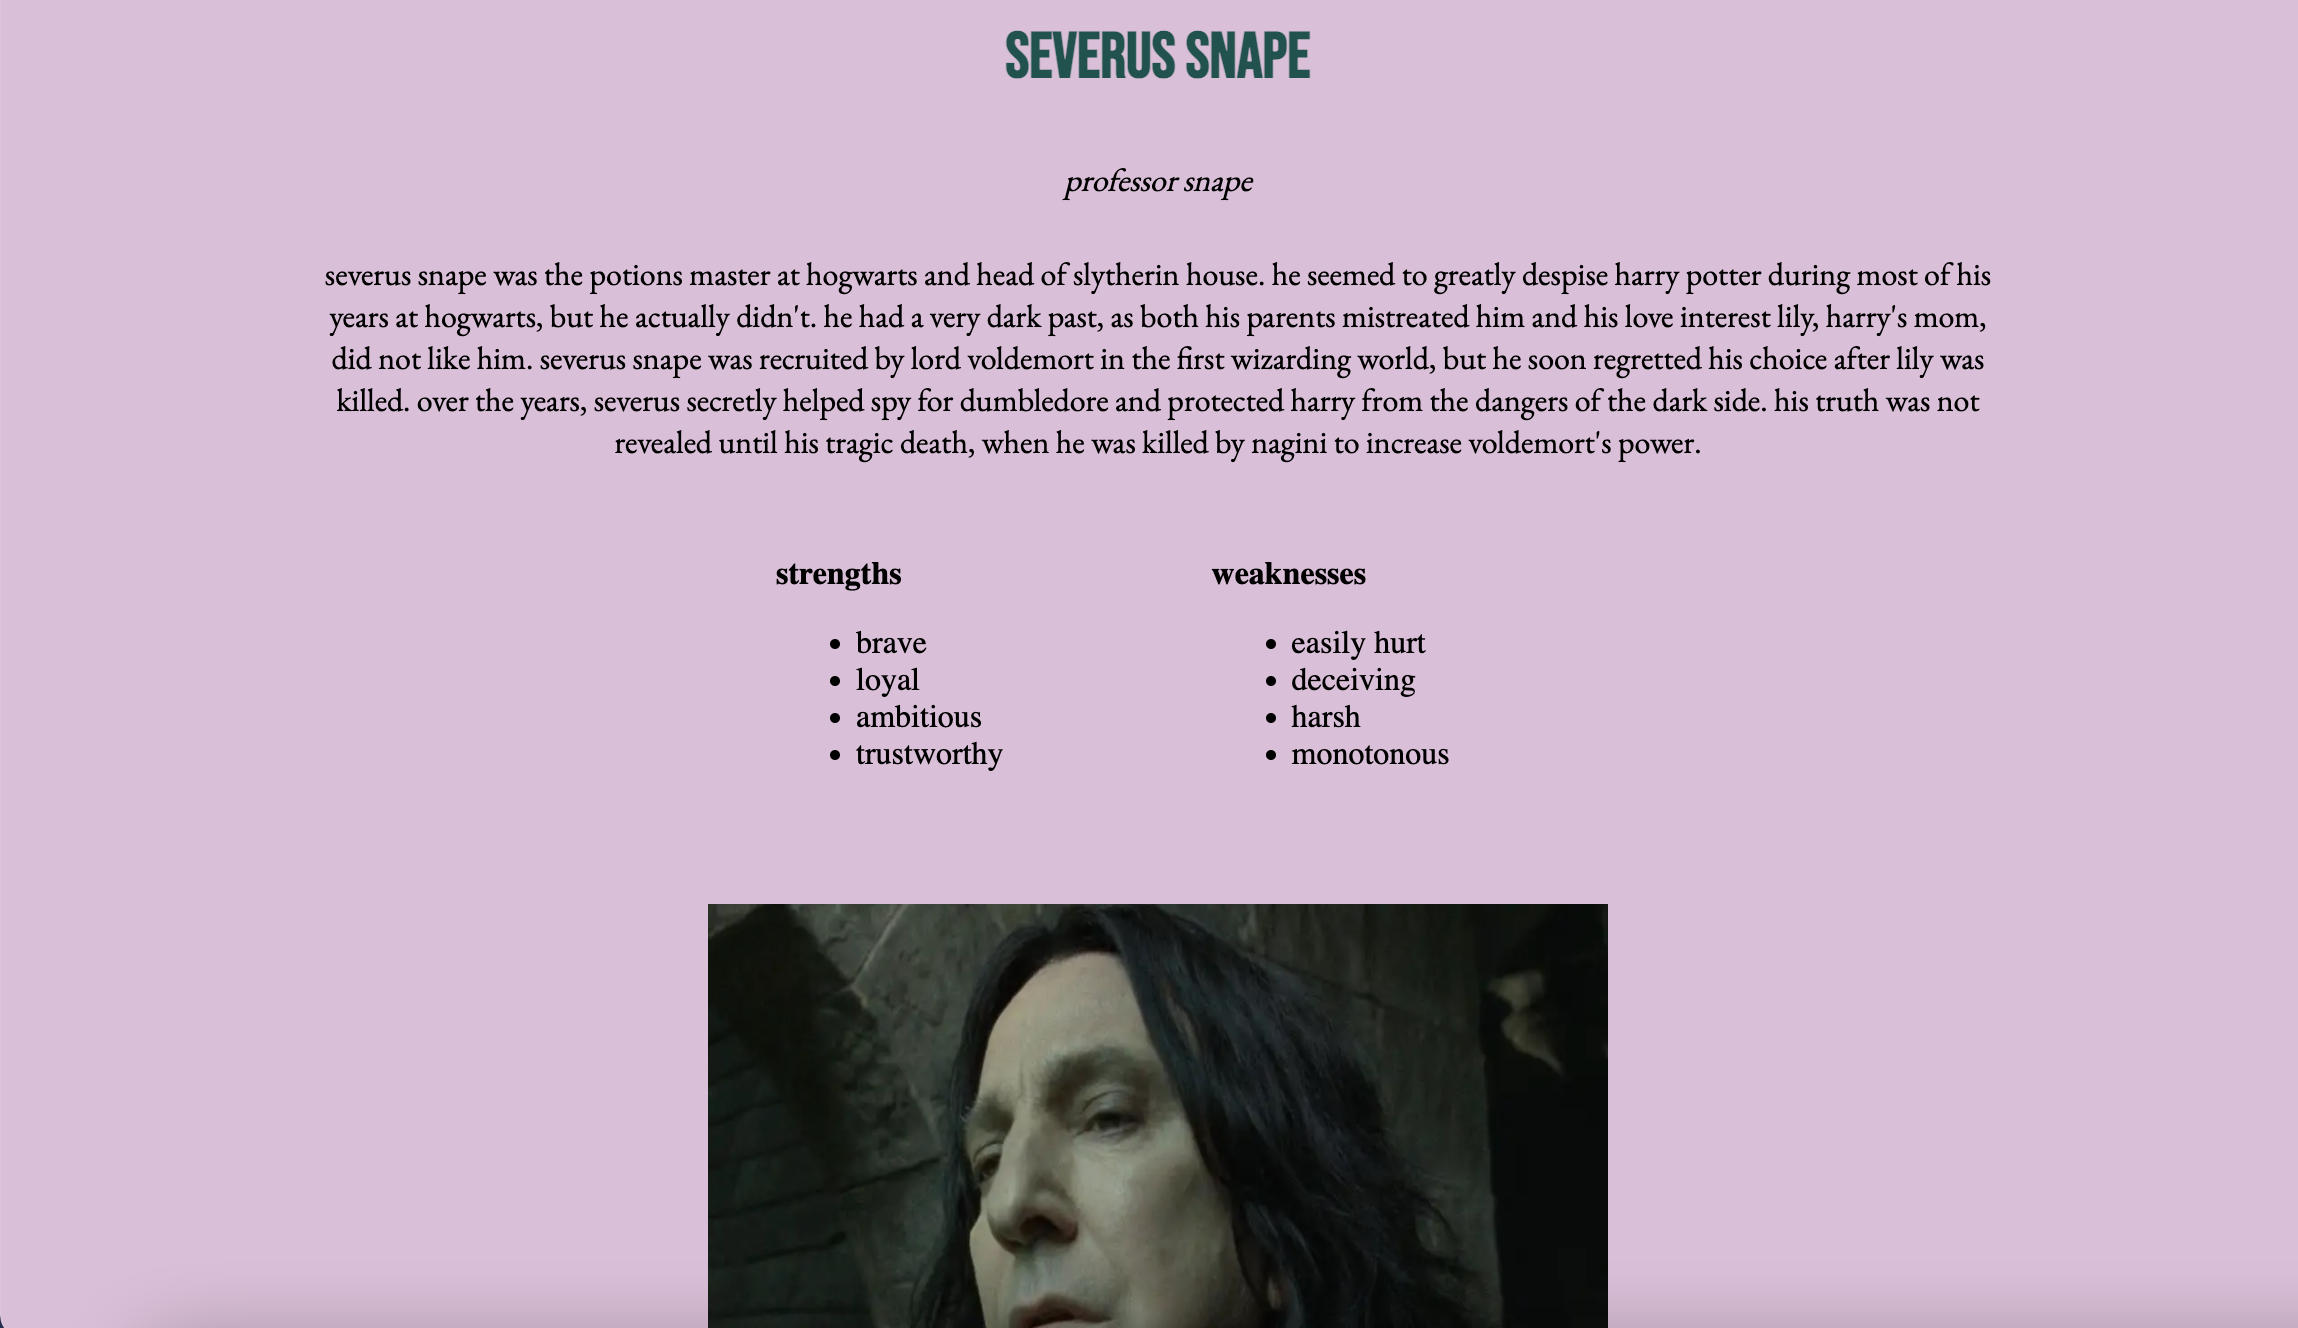 SEVERUS SNAPE
professor snape
severus snape was the potions master at hogwarts and head of slytherin house. he seemed to greatly despise harry potter during most of his
years at hogwarts, but he actually didn't. he had a very dark past, as both his parents mistreated him and his love interest lily, harry's mom,
did not like him. severus snape was recruited by lord voldemort in the first wizarding world, but he soon regretted his choice after lily was
killed. over the years, severus secretly helped spy for dumbledore and protected harry from the dangers of the dark side. his truth was not
revealed until his tragic death, when he was killed by nagini to increase voldemort's power.
strengths
• brave
• loyal
• ambitious
• trustworthy
weaknesses
• easily hurt
• deceiving
• harsh
• monotonous